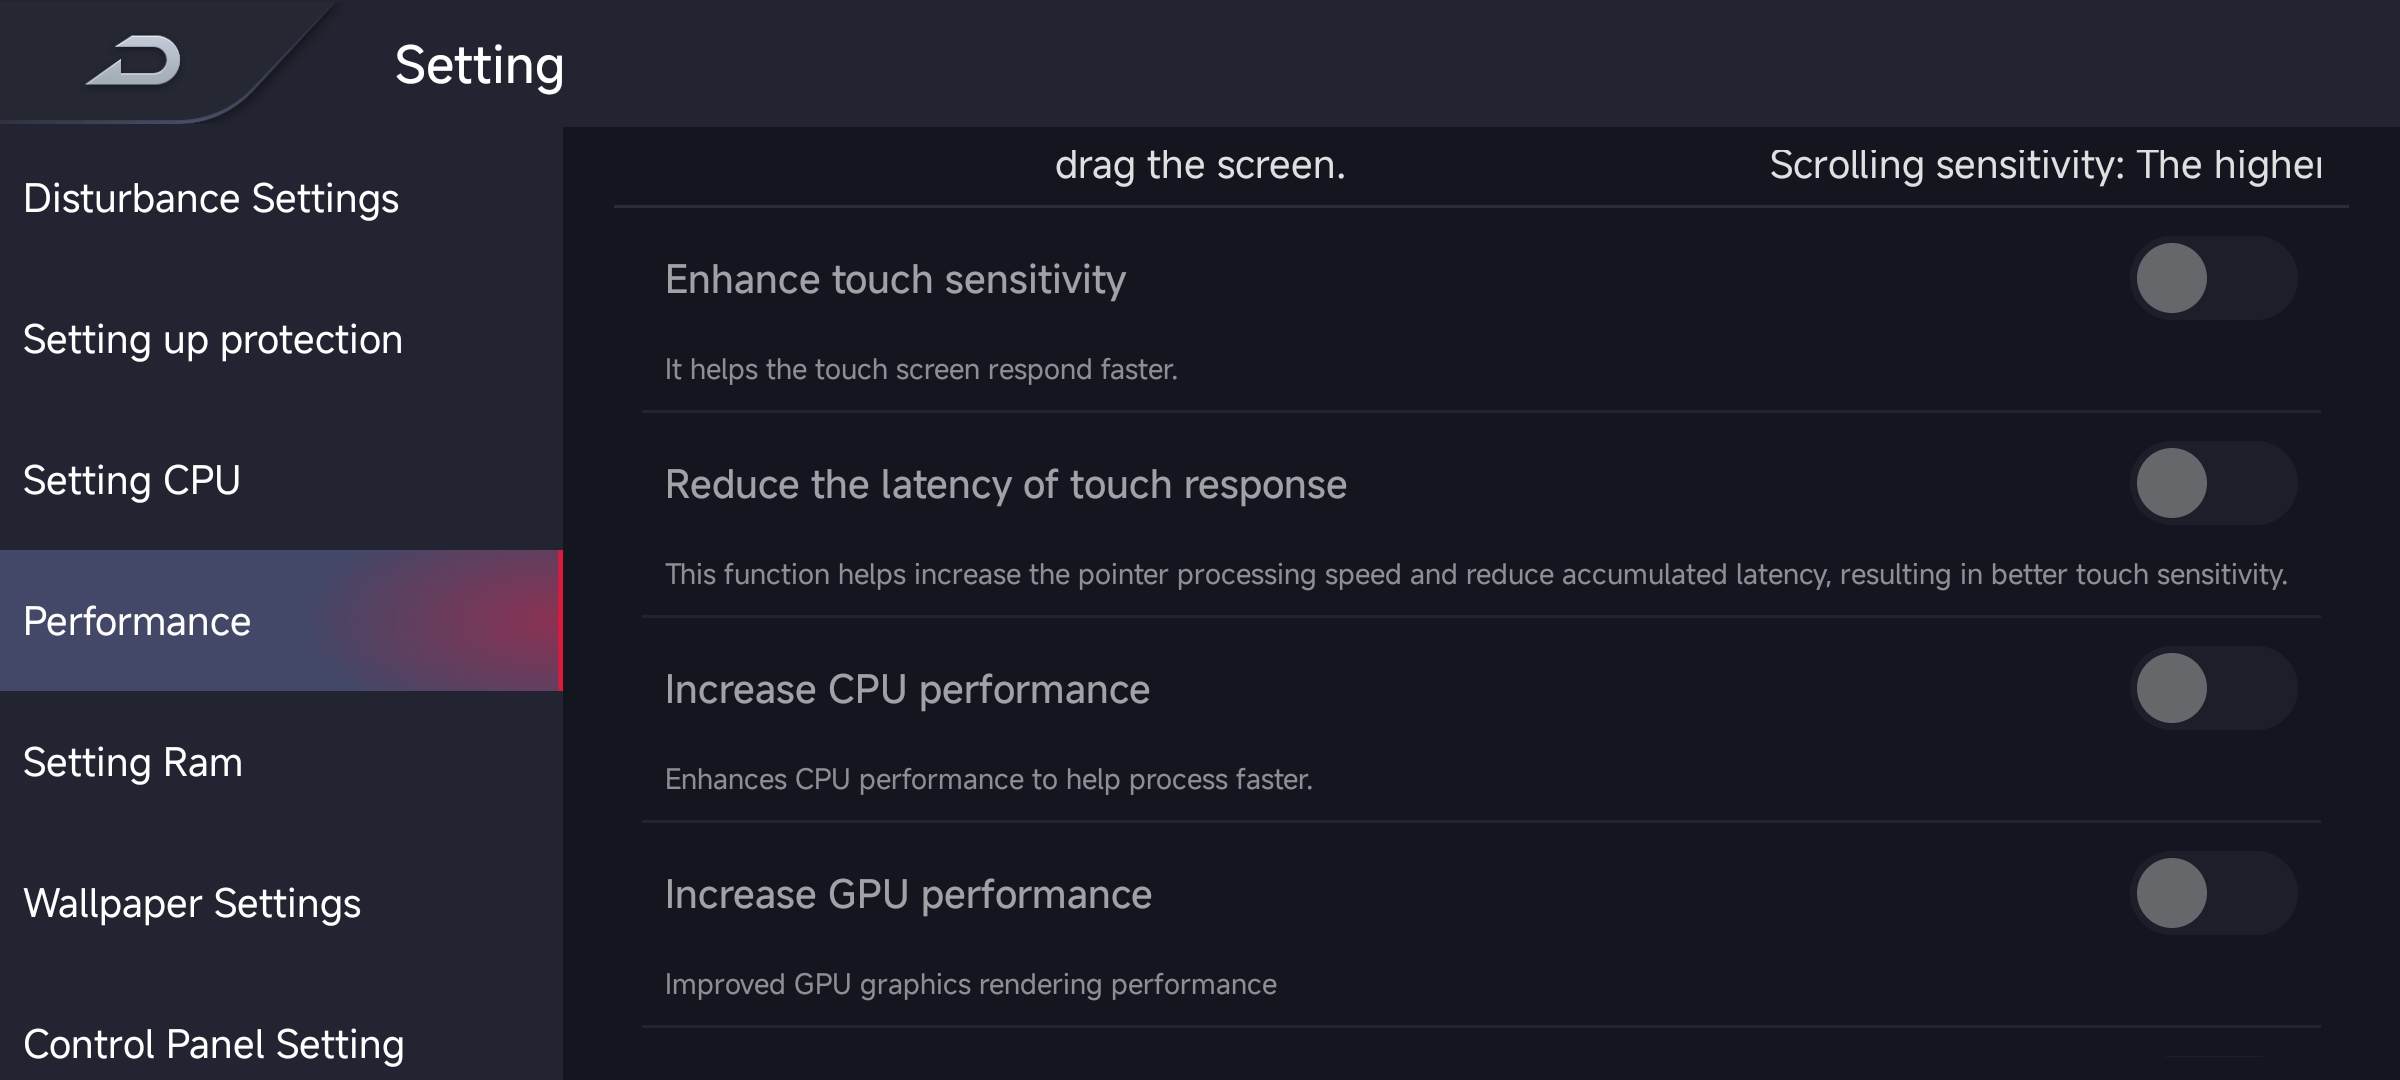 Setting
Disturbance Settings
Setting up protection
Setting CPU
Performance
Setting Ram
Wallpaper Settings
Control Panel Setting
drag the screen.
Scrolling sensitivity: The higher
Enhance touch sensitivity
It helps the touch screen respond faster.
Reduce the latency of touch response
This function helps increase the pointer processing speed and reduce accumulated latency, resulting in better touch sensitivity.
Increase CPU performance
Enhances CPU performance to help process faster.
Increase GPU performance
Improved GPU graphics rendering performance